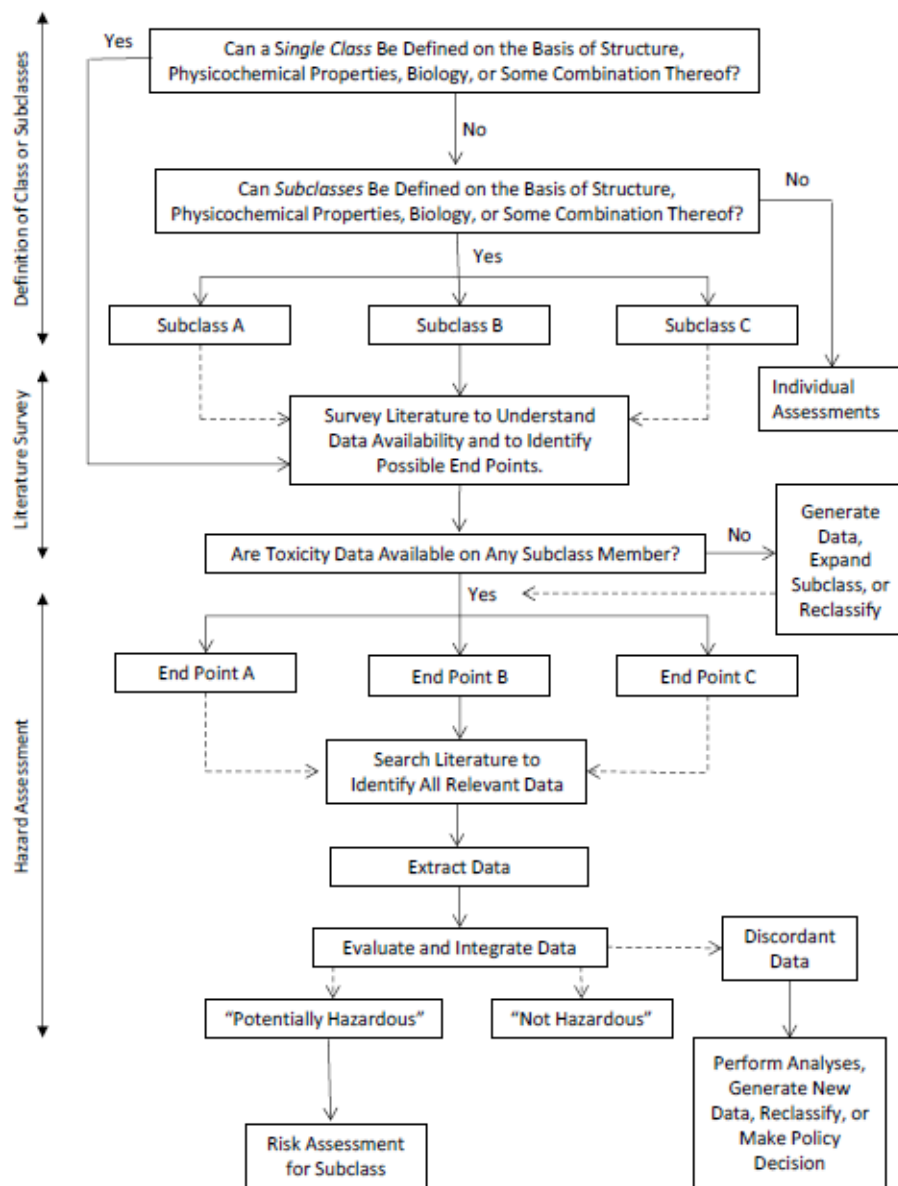 Yes
Can a Single Class Be Defined on the Basis of Structure,
Physicochemical Properties, Biology, or Some Combination Thereof?
No
Can Subclasses Be Defined on the Basis of Structure,
Physicochemical Properties, Biology, or Some Combination Thereof?
No
Yes
Definition of Class or Subclasses
Subclass A
Subclass B
Subclass C
Individual
Assessments
Survey Literature to Understand
Data Availability and to Identify
Possible End Points.
Literature Survey
Are Toxicity Data Available on Any Subclass Member?
No
Generate
Data,
Expand
Subclass, or
Reclassify
Yes
End Point A
End Point B
End Point C
Hazard Assessment
Search Literature to
Identify All Relevant Data
Extract Data
Evaluate and Integrate Data
Discordant
Data
“Potentially Hazardous”
“Not Hazardous”
Perform Analyses,
Generate New
Data, Reclassify, or
Make Policy
Decision
Risk Assessment
for Subclass